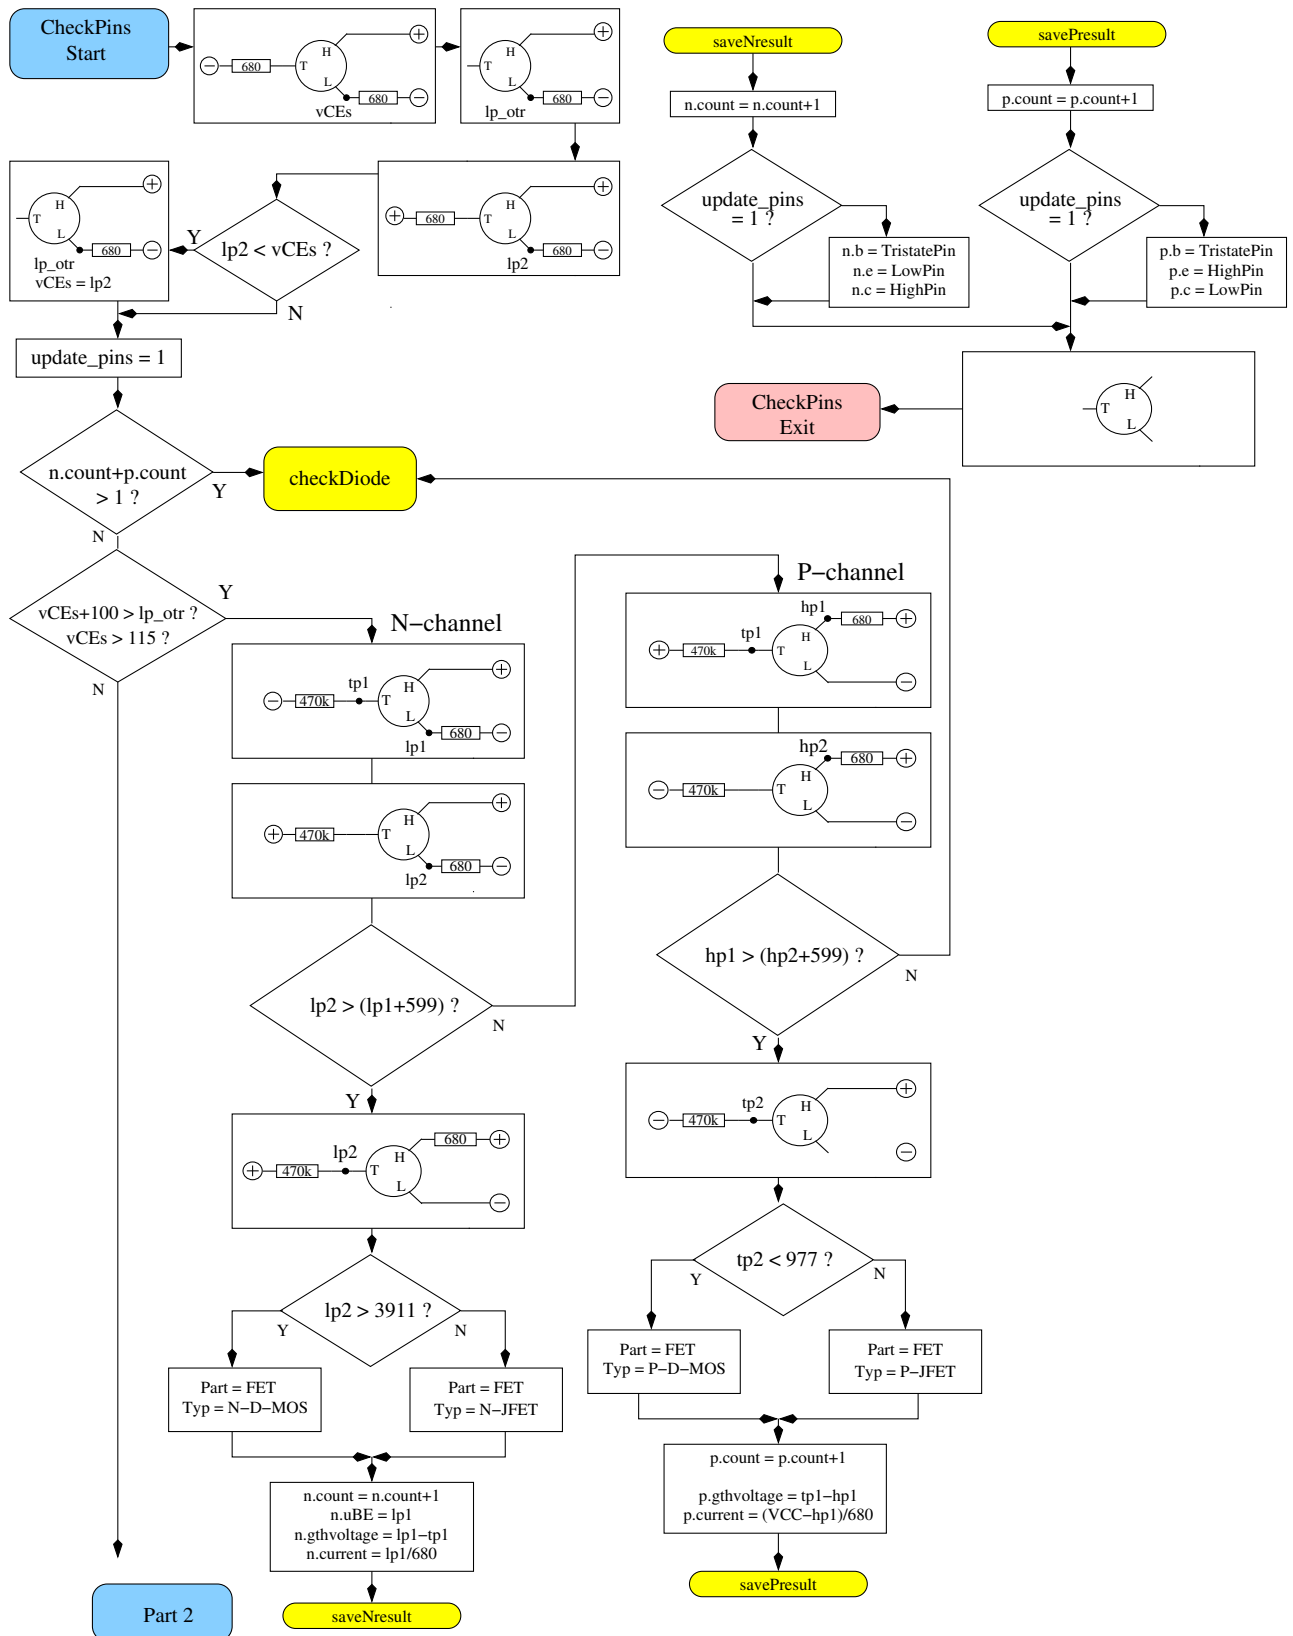 CheckPins
Start
H
T
L
680
680
vCEs
H
T
L
680
lp_otr
saveNresult
n.count = n.count+1
update_pins
= 1 ?
n.b = TristatePin
n.e = LowPin
n.c = HighPin
savePresult
p.count = p.count+1
update_pins
= 1 ?
p.b = TristatePin
p.e = HighPin
p.c = LowPin
H
T
L
680
lp_otr
vCEs = lp2
Y
lp2 < vCEs ?
N
H
T
L
680
680
lp2
update_pins = 1
H
T
L
CheckPins
Exit
n.count+p.count
> 1 ?
Y
N
checkDiode
vCEs+100 > lp_otr ?
vCEs > 115 ?
Y
N
N−channel
tp1
470k
H
T
L
680
lp1
470k
H
T
L
680
lp2
lp2 > (lp1+599) ?
N
Y
lp2
470k
H
T
L
680
lp2 > 3911 ?
Y
N
Part = FET
Typ = N−D−MOS
Part = FET
Typ = N−JFET
n.count = n.count+1
n.uBE = lp1
n.gthvoltage = lp1−tp1
n.current = lp1/680
saveNresult
Part 2
P−channel
hp1
tp1
470k
H
T
L
680
hp2
470k
H
T
L
680
hp1 > (hp2+599) ?
N
Y
tp2
470k
H
T
L
tp2 < 977 ?
Y
N
Part = FET
Typ = P−D−MOS
Part = FET
Typ = P−JFET
p.count = p.count+1
p.gthvoltage = tp1−hp1
p.current = (VCC−hp1)/680
savePresult